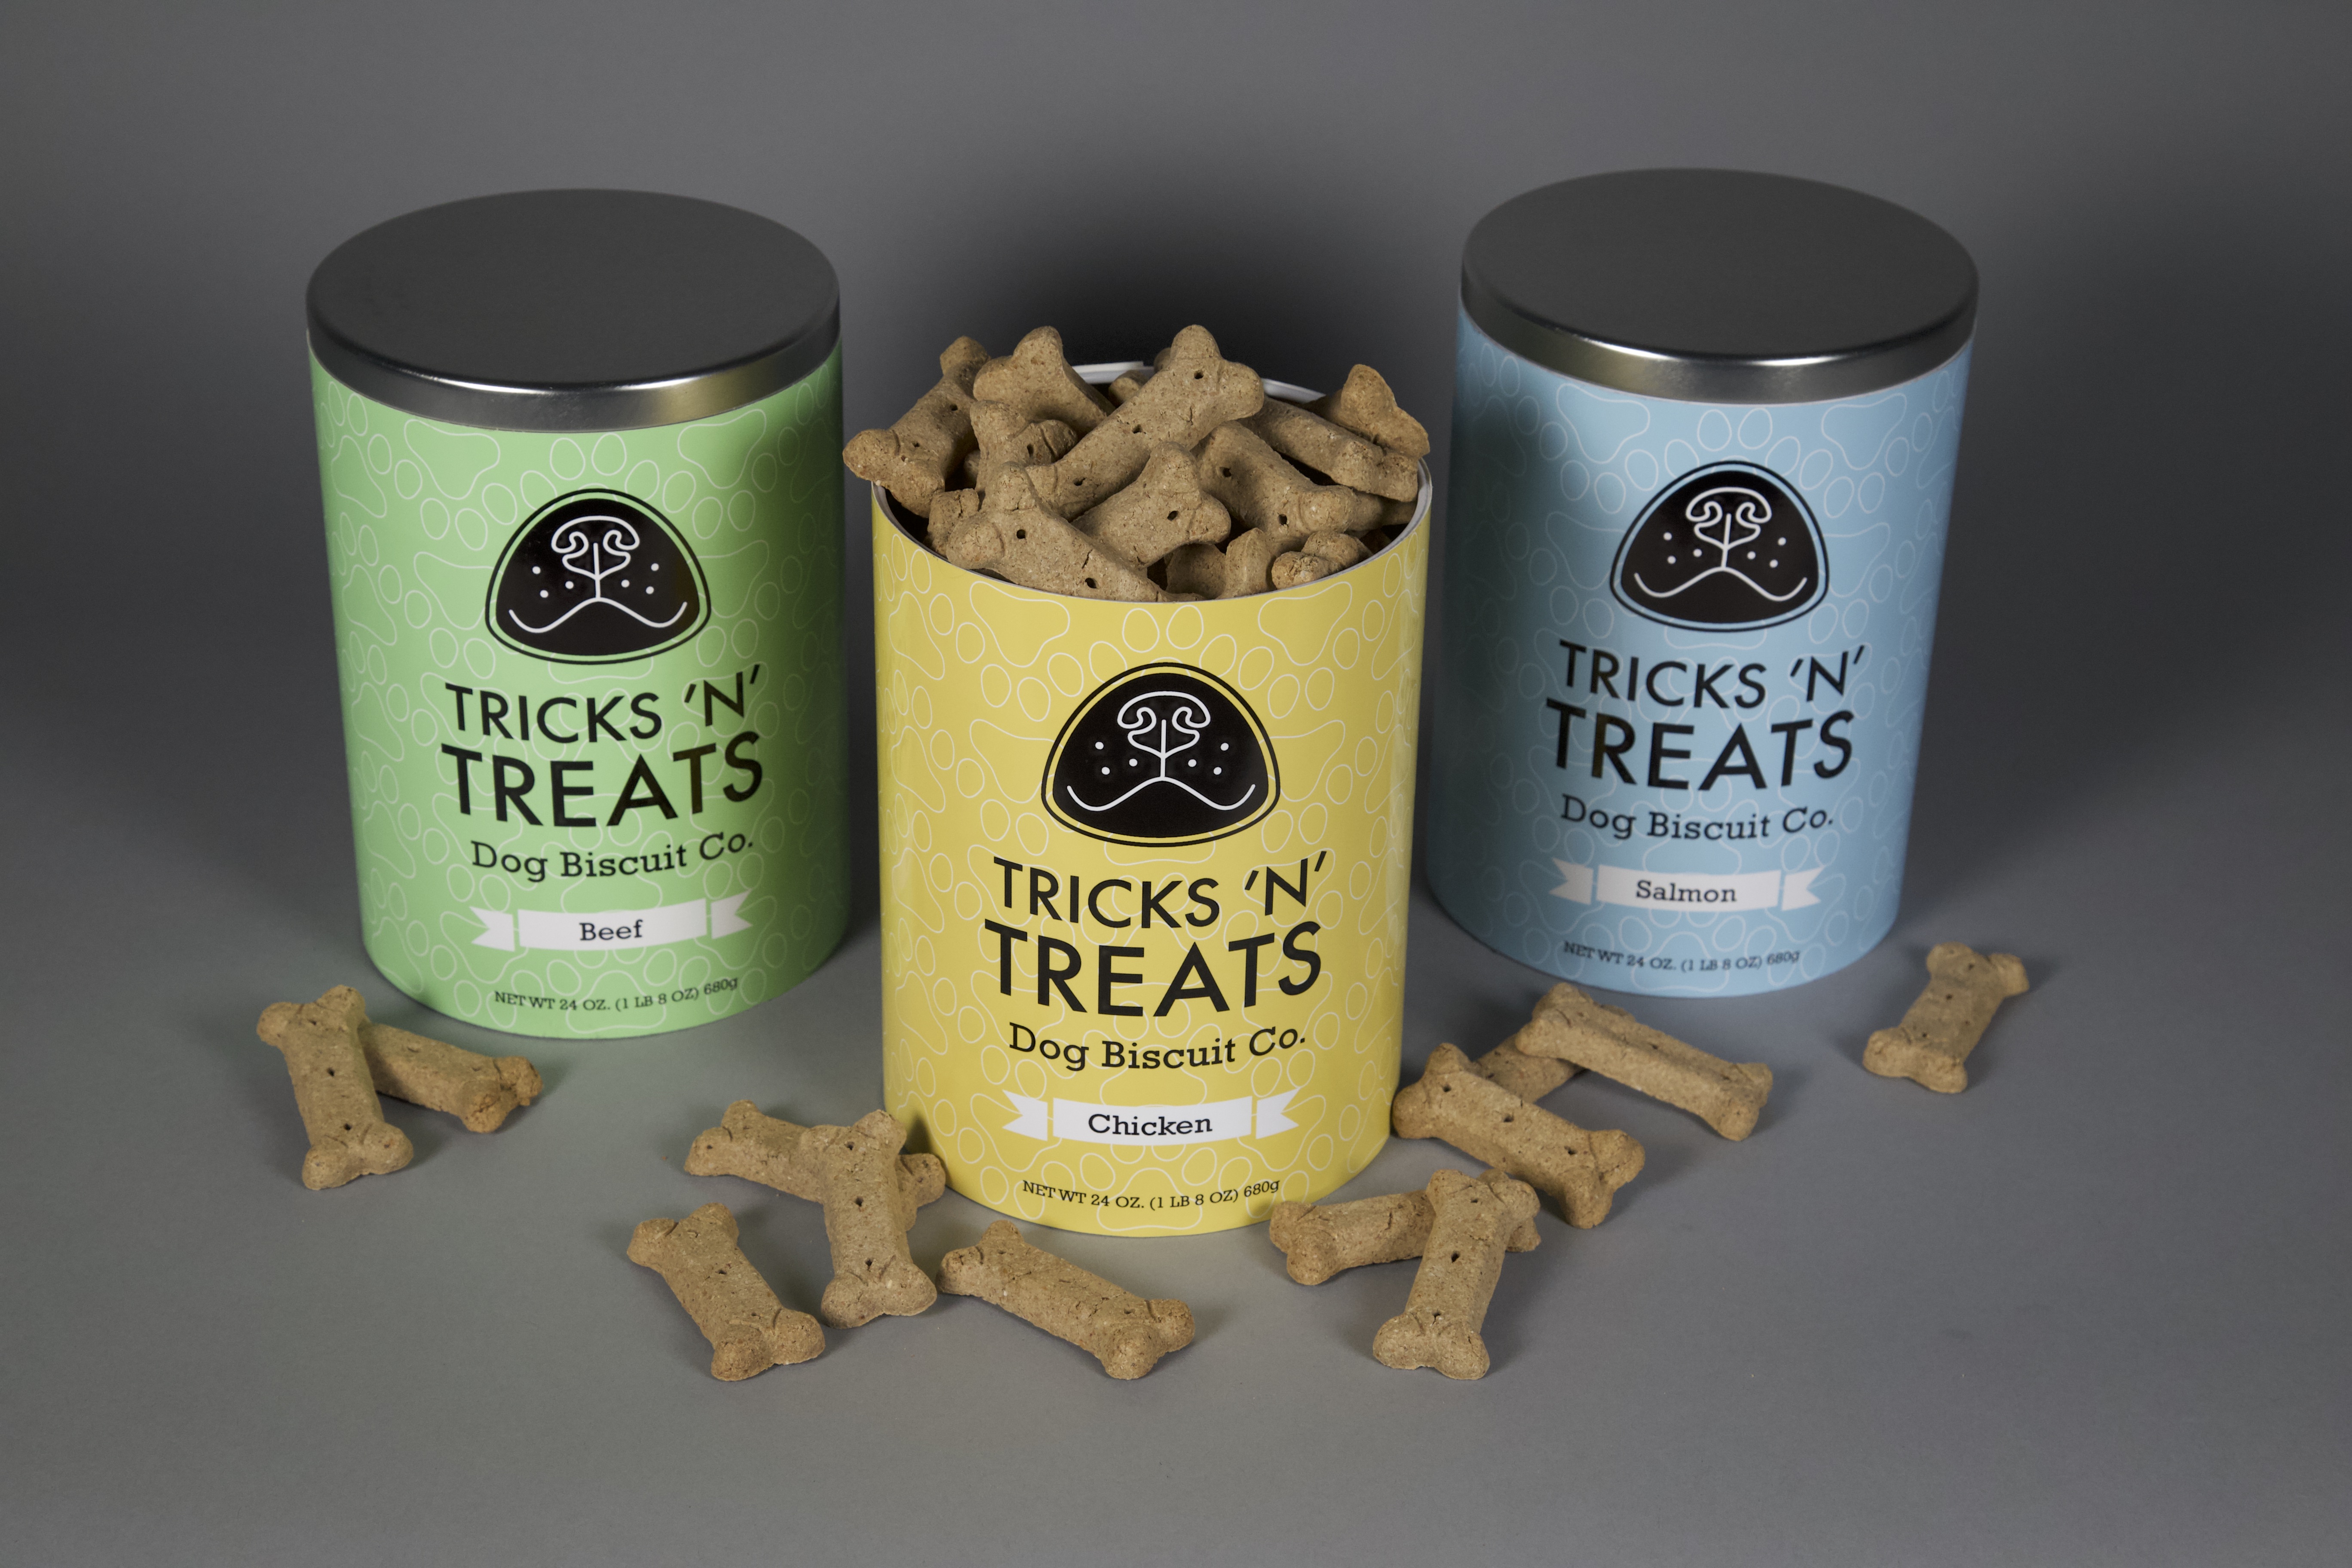 TRICKS 'N'
TREATS
Dog Biscuit Co.
Beef
NET WT 24 OZ. (1 LB 8 OZ) 680g
TRICKS 'N'
TREATS
Dog Biscuit Co.
Chicken
NET WT 24 OZ. (1 LB 8 OZ) 680g
TRICKS 'N'
TREATS
Dog Biscuit Co.
Salmon
NET WT 24 OZ. (1 LB 8 OZ) 680g